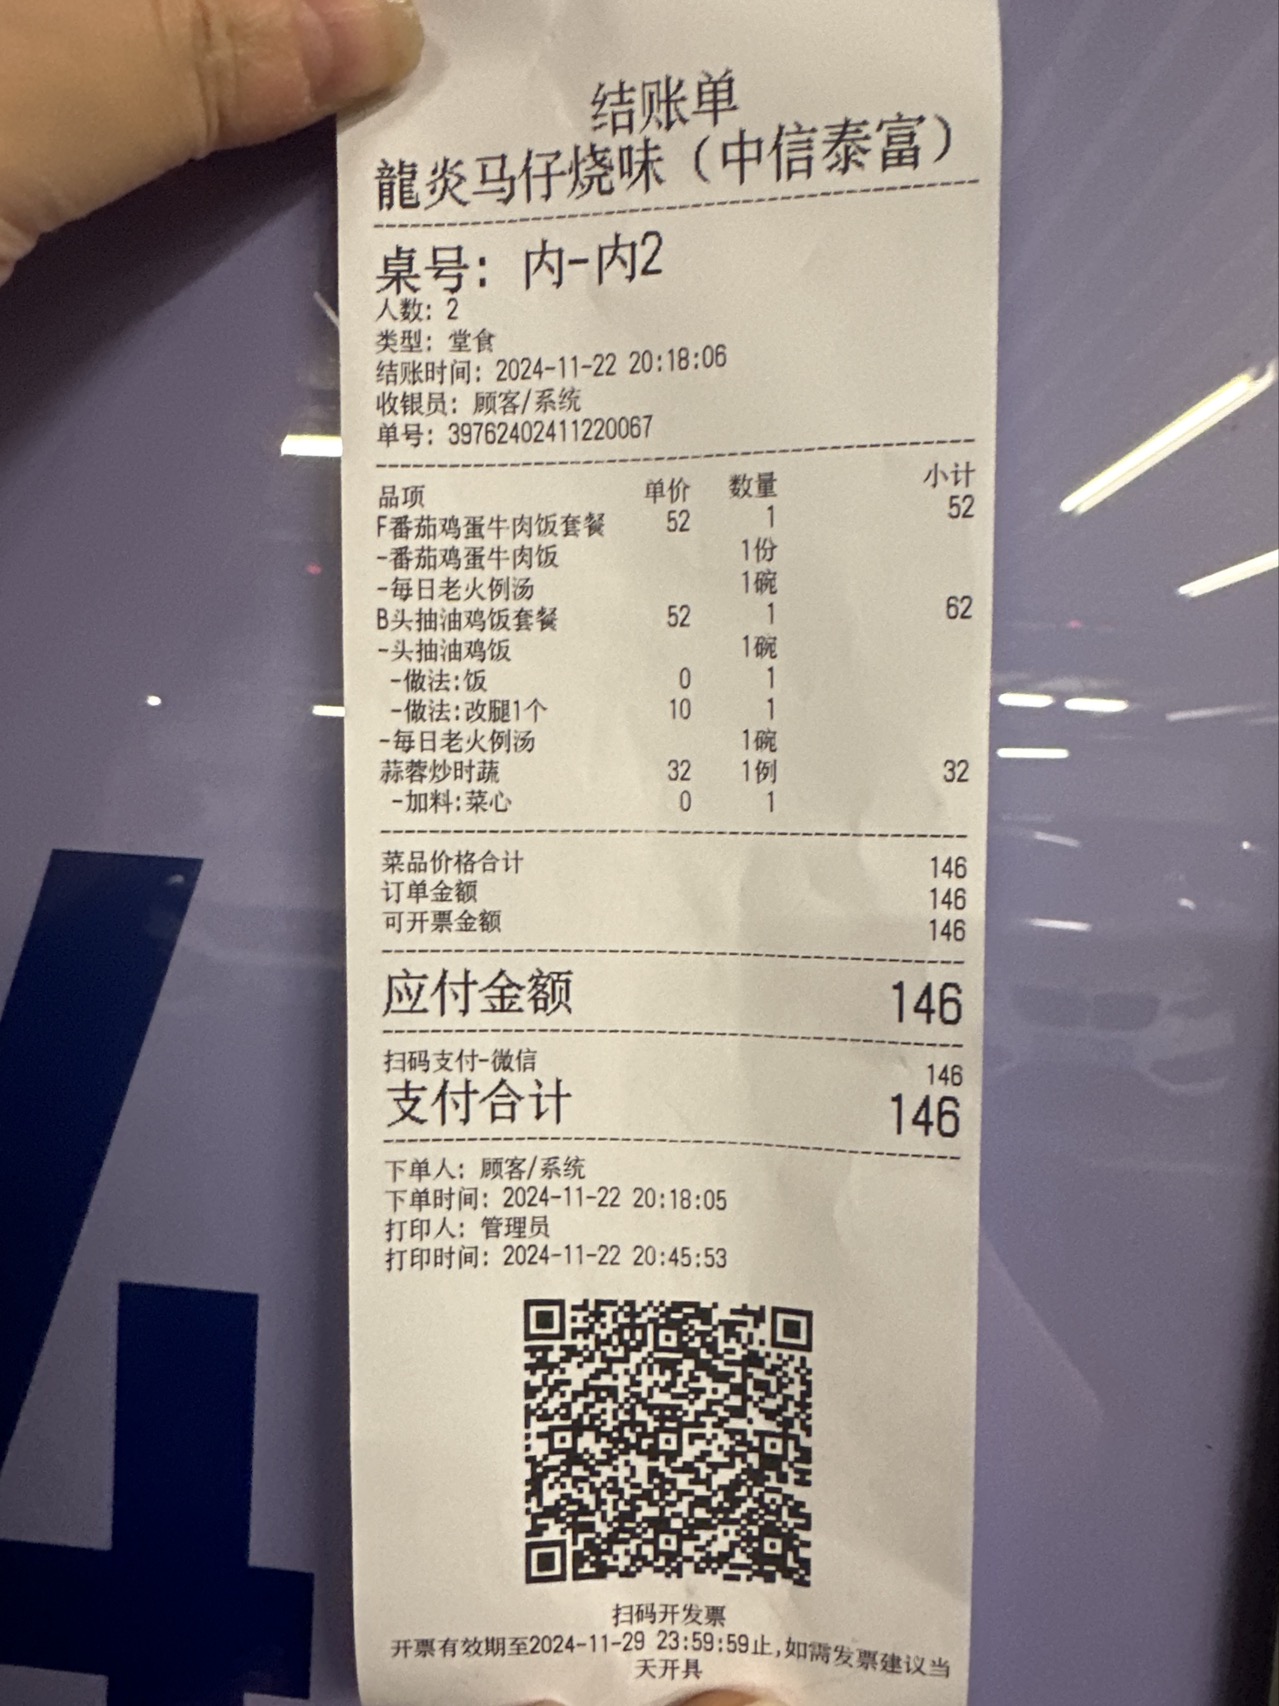 结账单
龍炎马仔烧味（中信泰富）
桌号: 内-内2
人数: 2
类型: 堂食
结账时间: 2024-11-22 20:18:06
收银员: 顾客/系统
单号: 39762402411220067
品项 单价 数量 小计
F番茄鸡蛋牛肉饭套餐 52 1 52
-番茄鸡蛋牛肉饭 1份
-每日老火例汤 1碗
B头抽油鸡饭套餐 52 1 62
-头抽油鸡饭 1碗
-做法:饭 0 1
-做法:改腿1个 10 1
-每日老火例汤 1碗
蒜蓉炒时蔬 32 1例 32
-加料:菜心 0 1
菜品价格合计 146
订单金额 146
可开票金额 146
应付金额 146
扫码支付-微信 146
支付合计 146
下单人: 顾客/系统
下单时间: 2024-11-22 20:18:05
打印人: 管理员
打印时间: 2024-11-22 20:45:53
扫码开发票
开票有效期至2024-11-29 23:59:59止,如需发票建议当
天开具
4